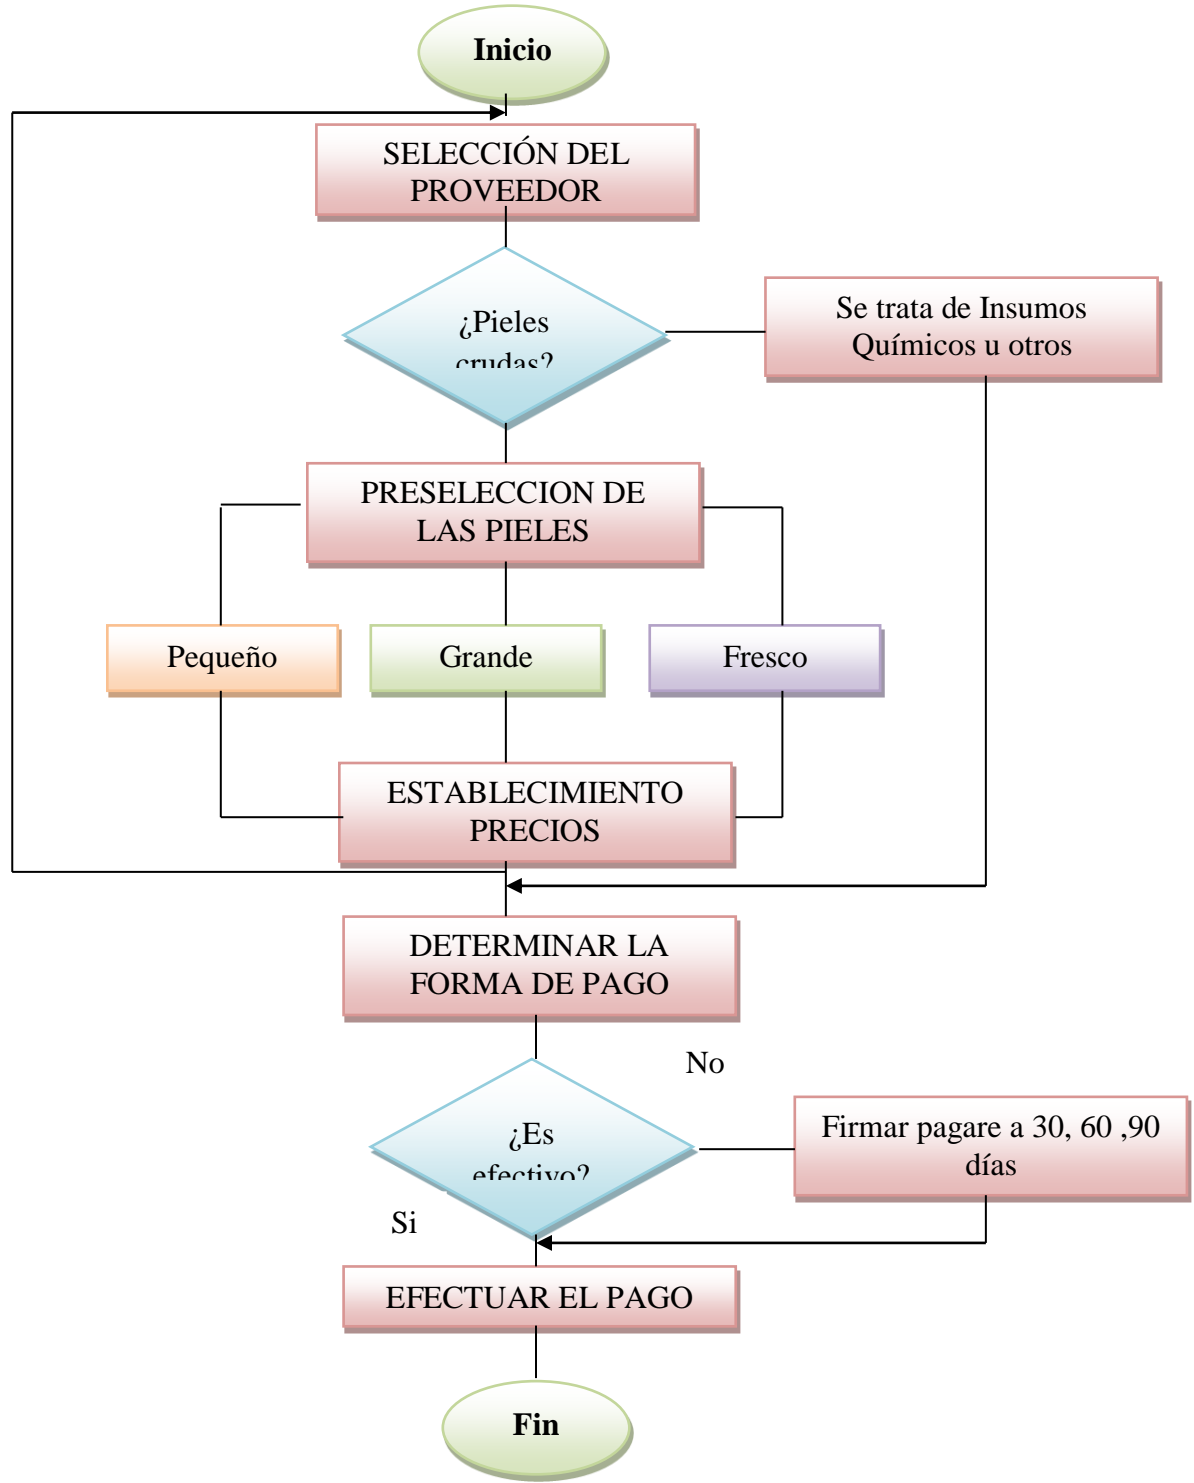 Inicio
SELECCIÓN DEL
PROVEEDOR
¿Pieles
crudas?
Se trata de Insumos
Químicos u otros
PRESELECCION DE
LAS PIELES
Pequeño
Grande
Fresco
ESTABLECIMIENTO
PRECIOS
DETERMINAR LA
FORMA DE PAGO
No
¿Es
efectivo?
Firmar pagare a 30, 60 ,90
días
Si
EFECTUAR EL PAGO
Fin